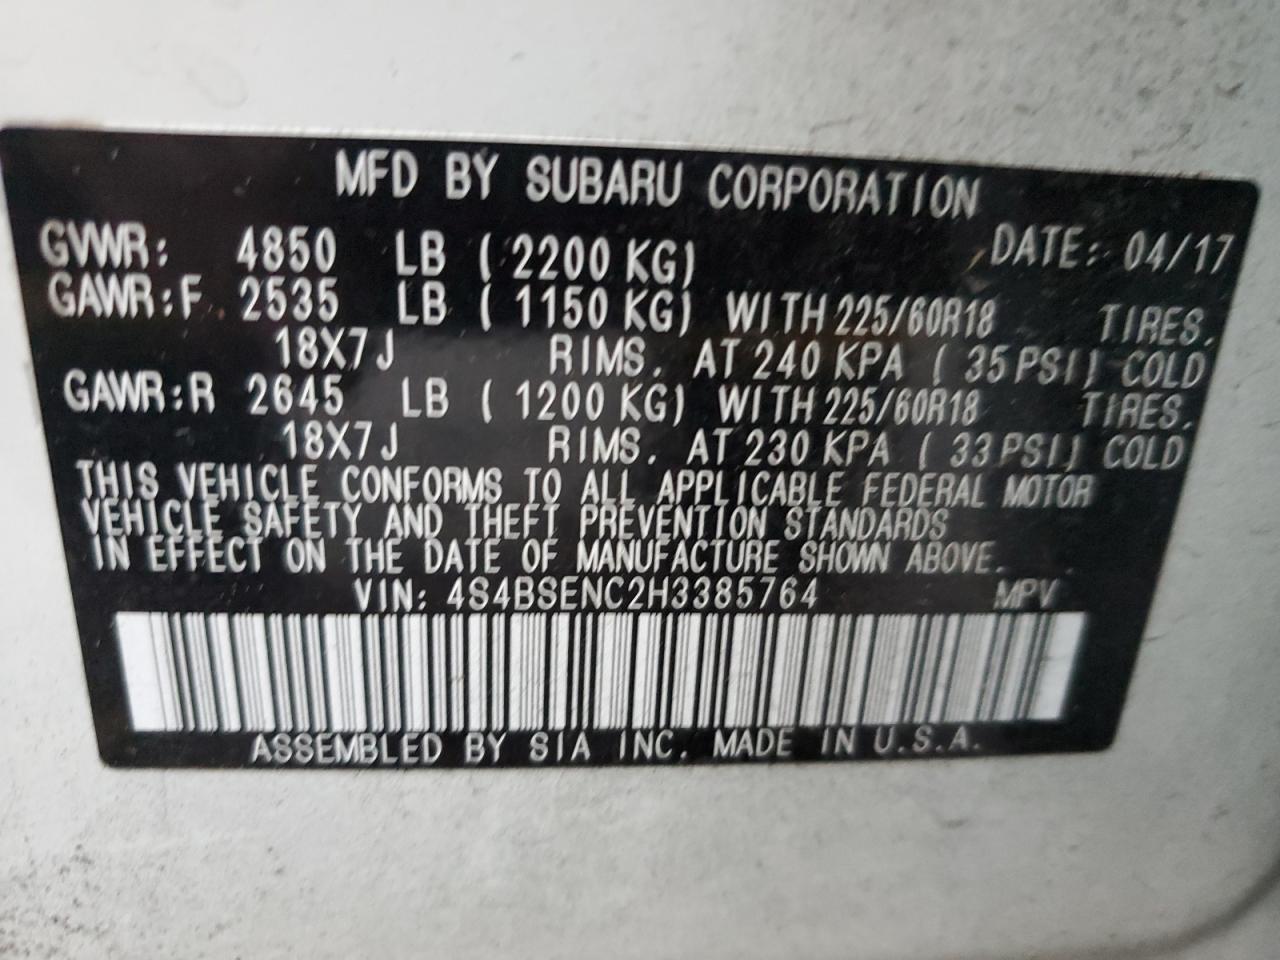 MFD BY SUBARU CORPORATION
GVWR: 4850 LB ( 2200 KG) DATE: 04/17
GAWR:F 2535 LB ( 1150 KG) WITH 225/60R18 TIRES.
18X7J RIMS. AT 240 KPA ( 35 PSI) COLD
GAWR:R 2645 LB ( 1200 KG) WITH 225/60R18 TIRES.
18X7J RIMS. AT 230 KPA ( 33 PSI) COLD
THIS VEHICLE CONFORMS TO ALL APPLICABLE FEDERAL MOTOR
VEHICLE SAFETY AND THEFT PREVENTION STANDARDS
IN EFFECT ON THE DATE OF MANUFACTURE SHOWN ABOVE.
VIN: 4S4BSENC2H3385764 MPV
ASSEMBLED BY SIA INC. MADE IN U.S.A.